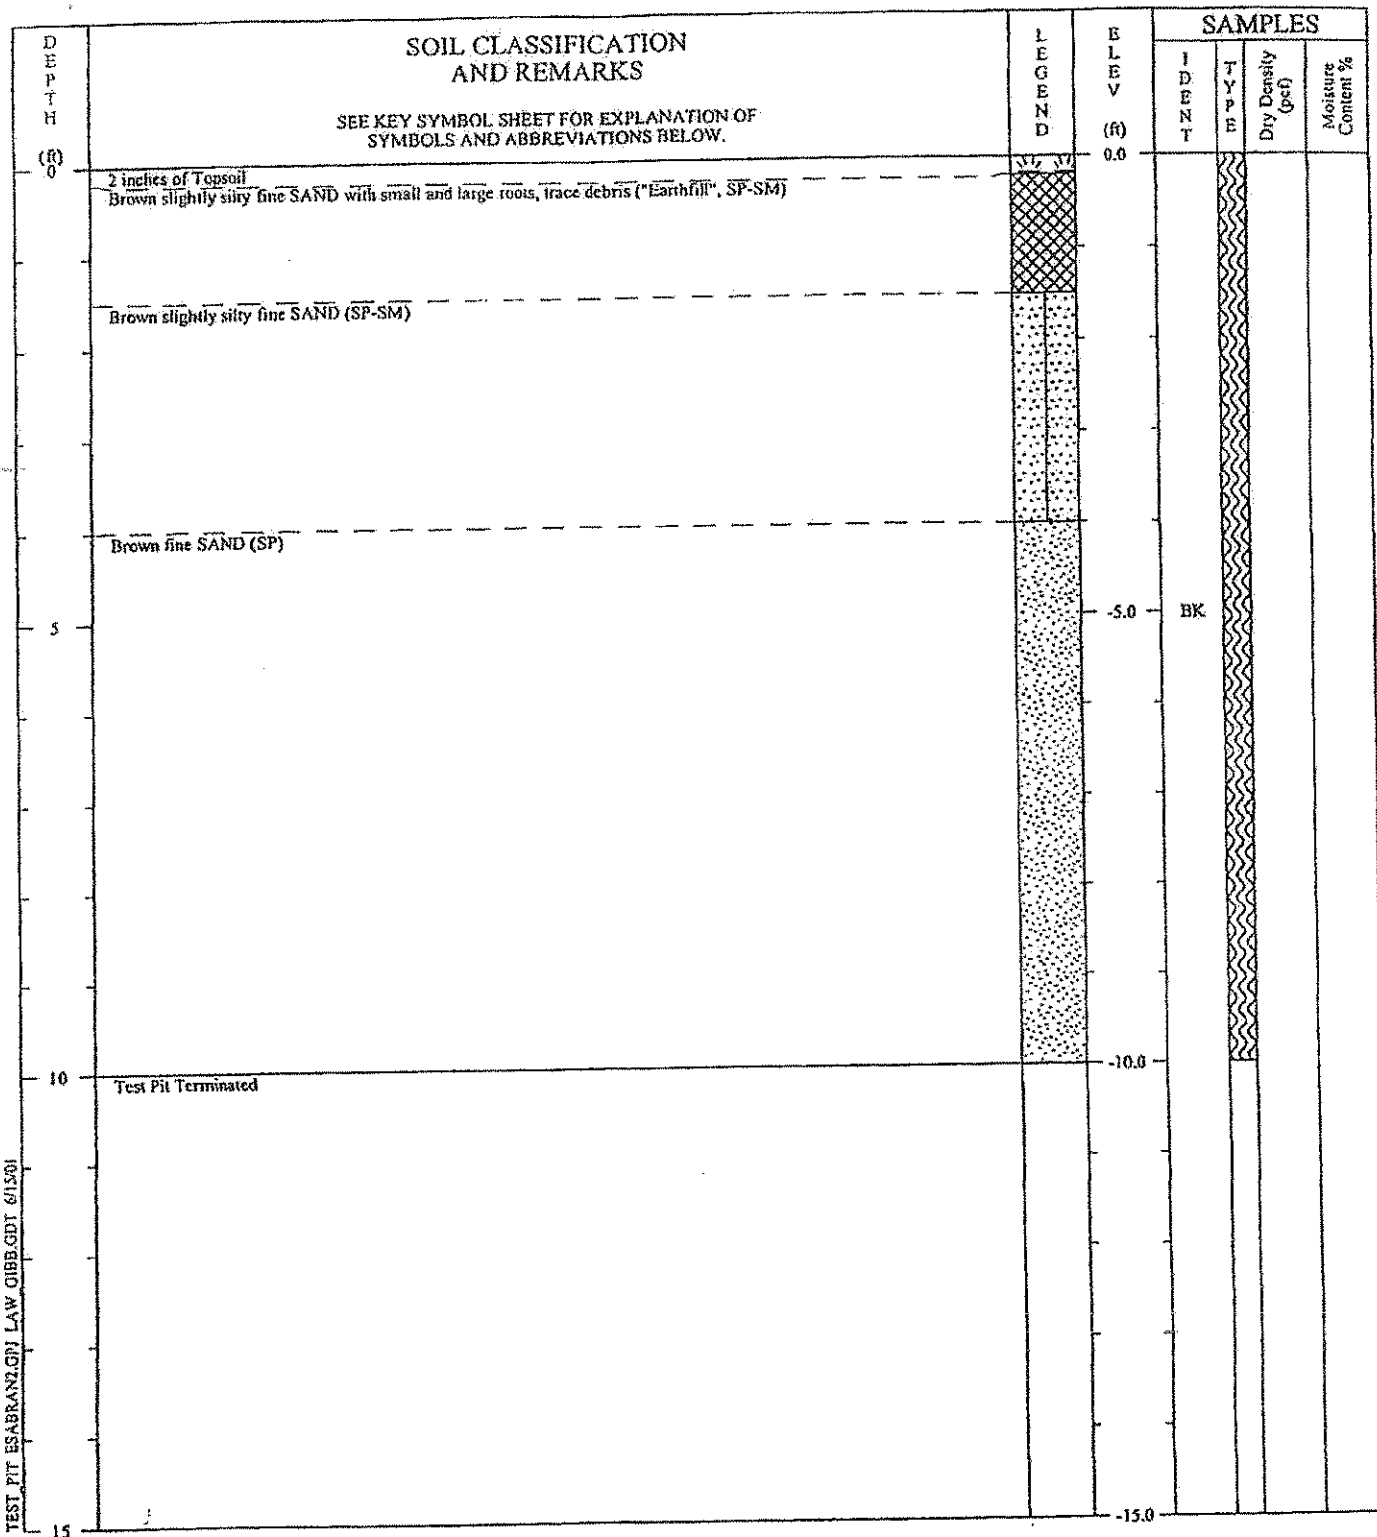 DEPTH
(ft)
SOIL CLASSIFICATION
AND REMARKS
SEE KEY SYMBOL SHEET FOR EXPLANATION OF
SYMBOLS AND ABBREVIATIONS BELOW.
LEGEND
ELEV
(ft)
SAMPLES
IDENT
TYPE
Dry Density
(pcf)
Moisture
Content %
0
0.0
2 inches of Topsoil
Brown slightly silty fine SAND with small and large roots, trace debris ("Earthfill", SP-SM)
Brown slightly silty fine SAND (SP-SM)
Brown fine SAND (SP)
5
-5.0
BK
10
-10.0
Test Pit Terminated
15
-15.0
TEST PIT ESABRAN2.GPJ LAW GIBB.GDT 6/15/01